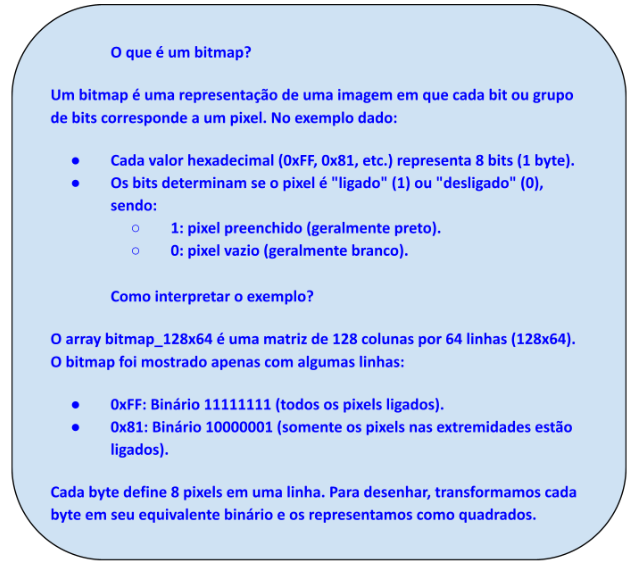 O que é um bitmap?
Um bitmap é uma representação de uma imagem em que cada bit ou grupo
de bits corresponde a um pixel. No exemplo dado:
● Cada valor hexadecimal (0xFF, 0x81, etc.) representa 8 bits (1 byte).
● Os bits determinam se o pixel é "ligado" (1) ou "desligado" (0),
sendo:
○ 1: pixel preenchido (geralmente preto).
○ 0: pixel vazio (geralmente branco).
Como interpretar o exemplo?
O array bitmap_128x64 é uma matriz de 128 colunas por 64 linhas (128x64).
O bitmap foi mostrado apenas com algumas linhas:
● 0xFF: Binário 11111111 (todos os pixels ligados).
● 0x81: Binário 10000001 (somente os pixels nas extremidades estão
ligados).
Cada byte define 8 pixels em uma linha. Para desenhar, transformamos cada
byte em seu equivalente binário e os representamos como quadrados.